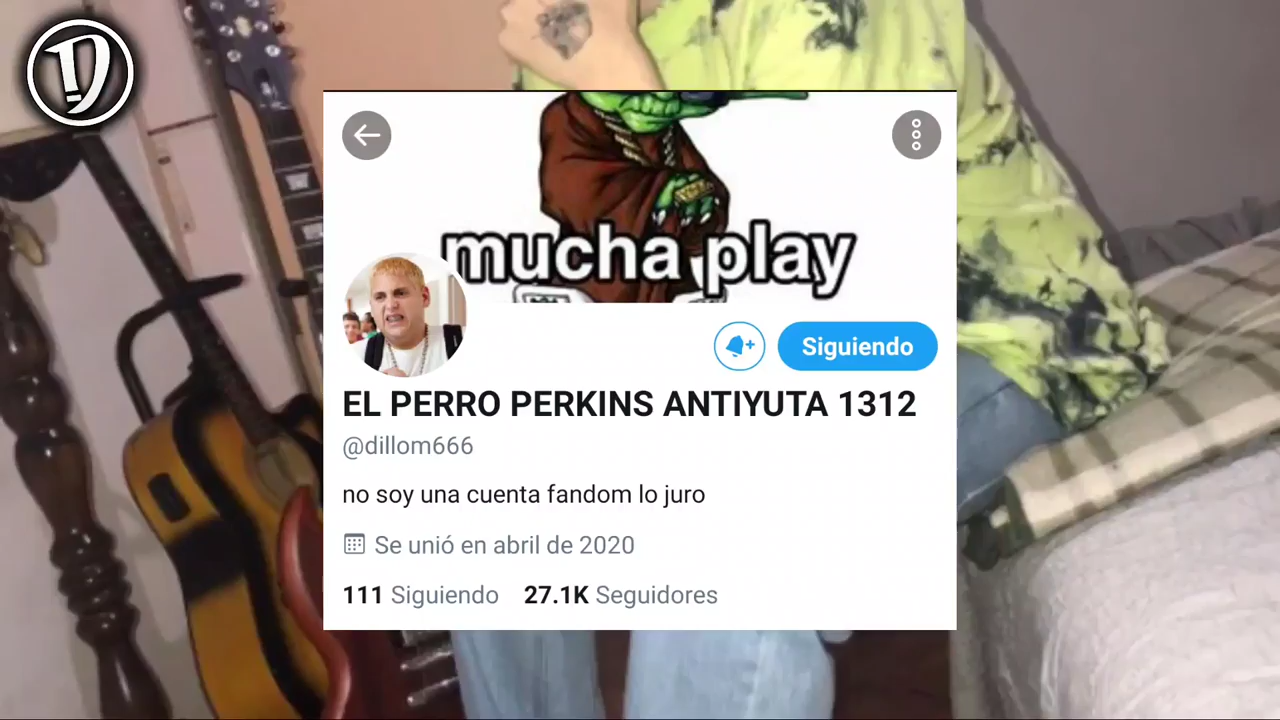 mucha play
Siguiendo
EL PERRO PERKINS ANTIYUTA 1312
@dillom666
no soy una cuenta fandom lo juro
Se unió en abril de 2020
111 Siguiendo 27.1K Seguidores